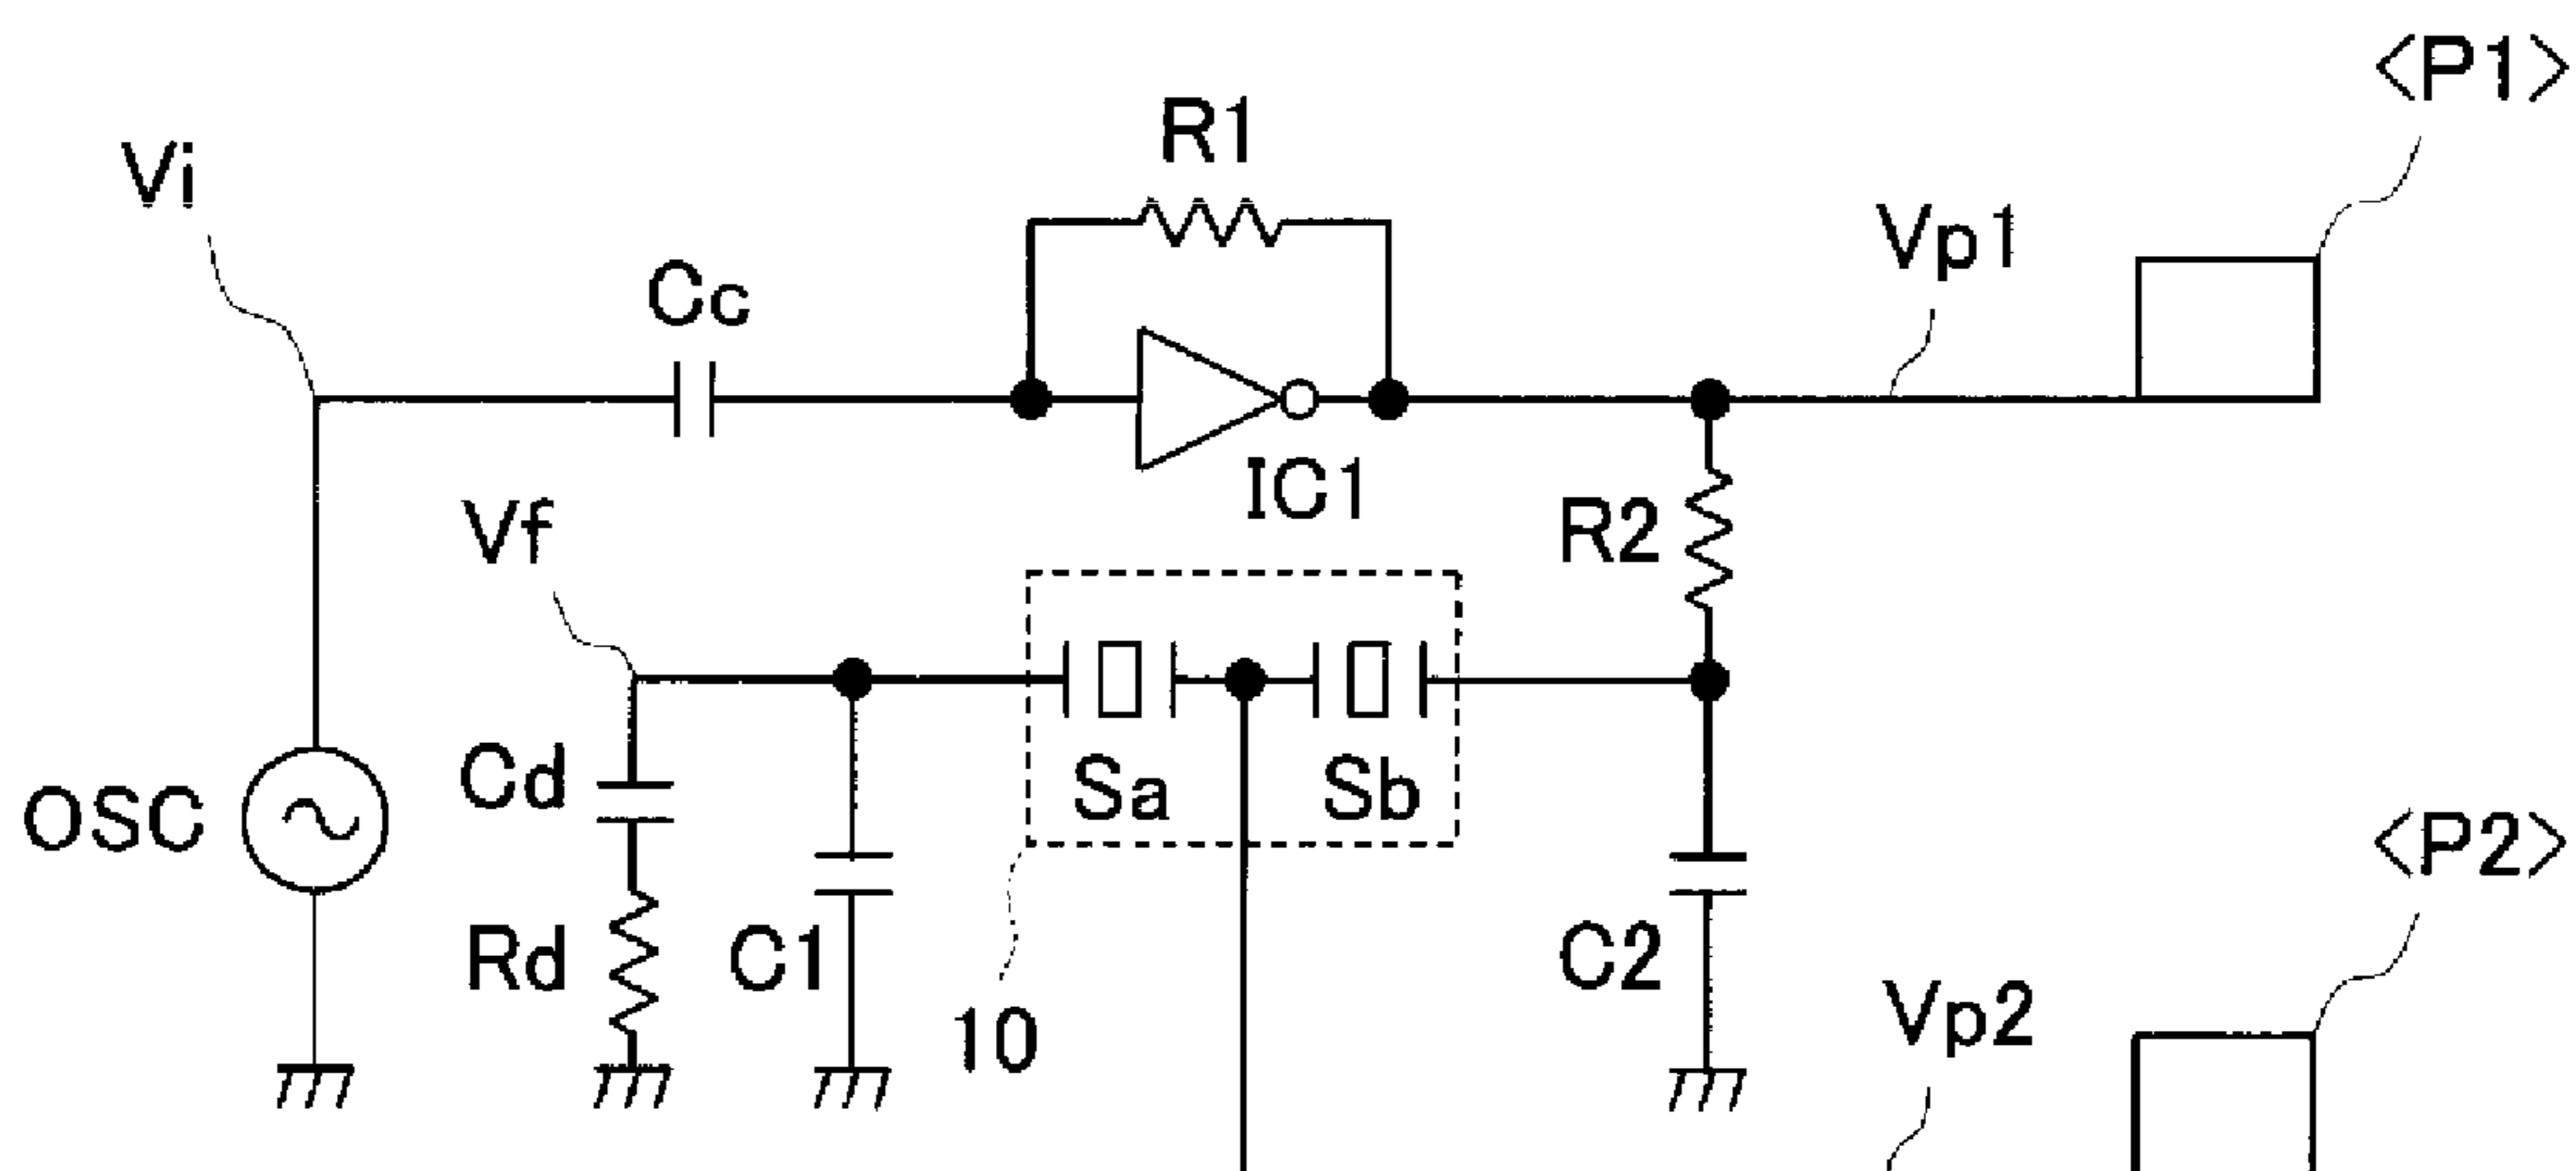 <P1>
R1
Vi
Vp1
Cc
IC1
Vf
R2
Cd
Sa
Sb
OSC
<P2>
Rd
C1
C2
10
Vp2